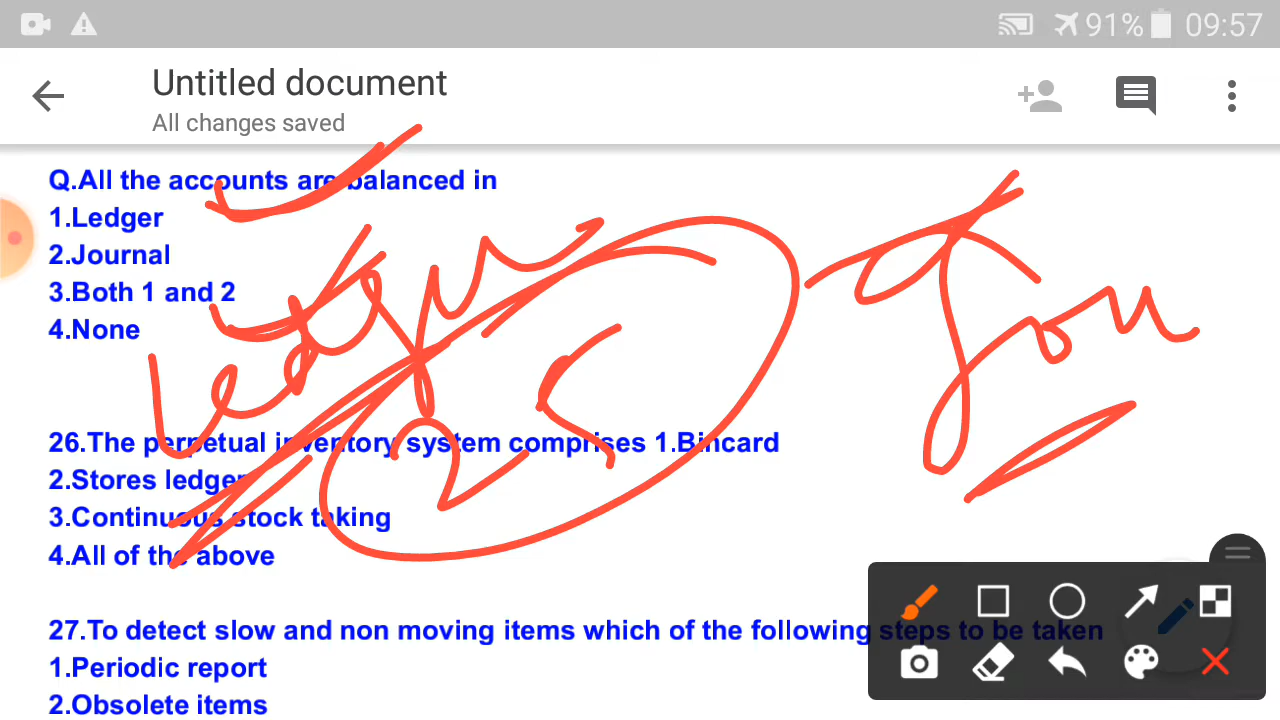 91% 09:57
Untitled document
All changes saved
Q.All the accounts are balanced in
1.Ledger
2.Journal
3.Both 1 and 2
4.None
Ledger
Jou
25
26.The perpetual inventory system comprises 1.Bincard
2.Stores ledger
3.Continuous stock taking
4.All of the above
27.To detect slow and non moving items which of the following steps to be taken
1.Periodic report
2.Obsolete items